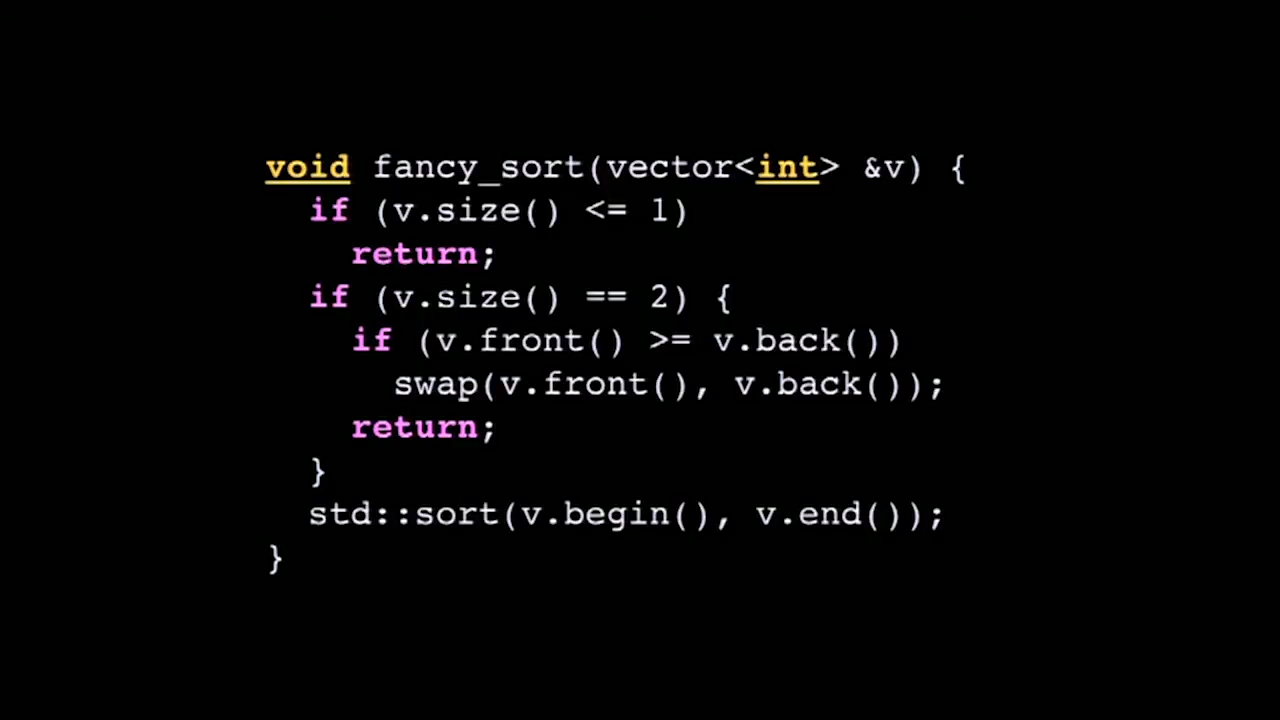 void fancy_sort(vector<int> &v) {
  if (v.size() <= 1)
    return;
  if (v.size() == 2) {
    if (v.front() >= v.back())
      swap(v.front(), v.back());
    return;
  }
  std::sort(v.begin(), v.end());
}